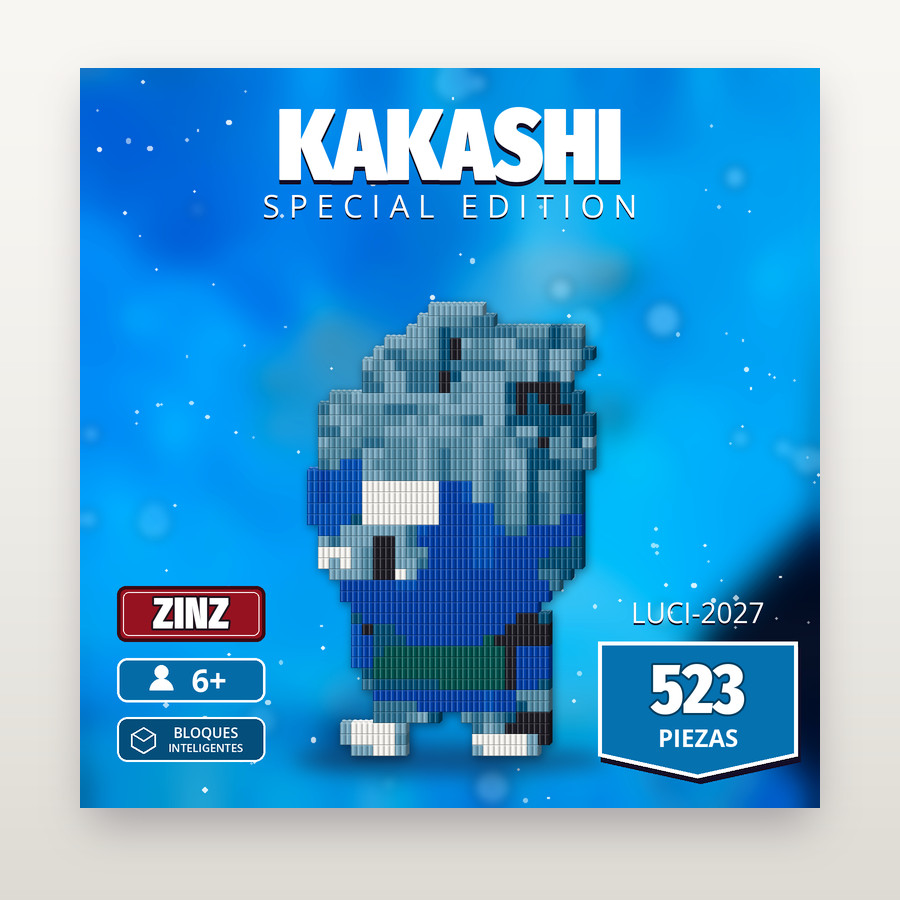 KAKASHI
SPECIAL EDITION
ZINZ
6+
BLOQUES
INTELIGENTES
LUCI-2027
523
PIEZAS